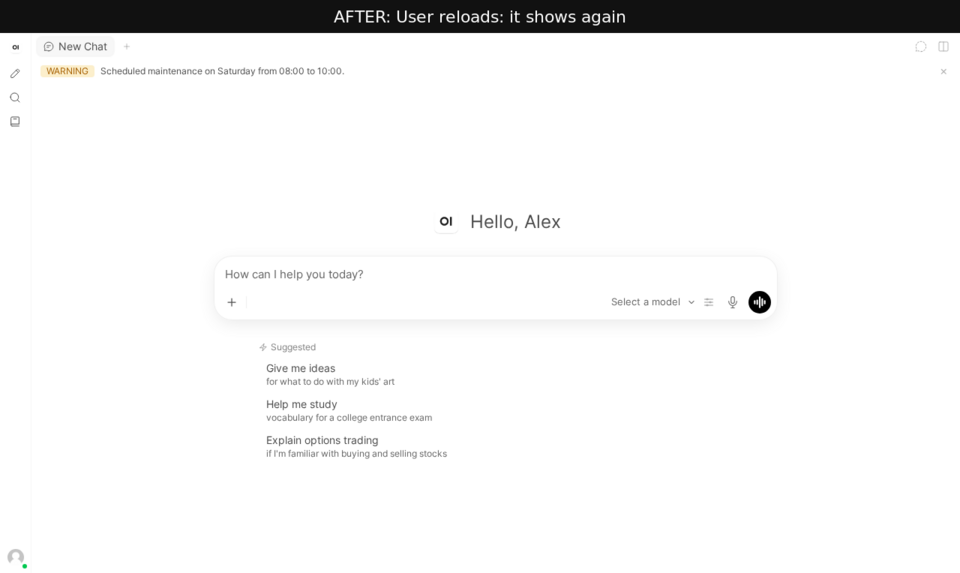 AFTER: User reloads: it shows again
OI
New Chat
WARNING Scheduled maintenance on Saturday from 08:00 to 10:00.
OI Hello, Alex
How can I help you today?
Select a model
Suggested
Give me ideas
for what to do with my kids' art
Help me study
vocabulary for a college entrance exam
Explain options trading
if I'm familiar with buying and selling stocks